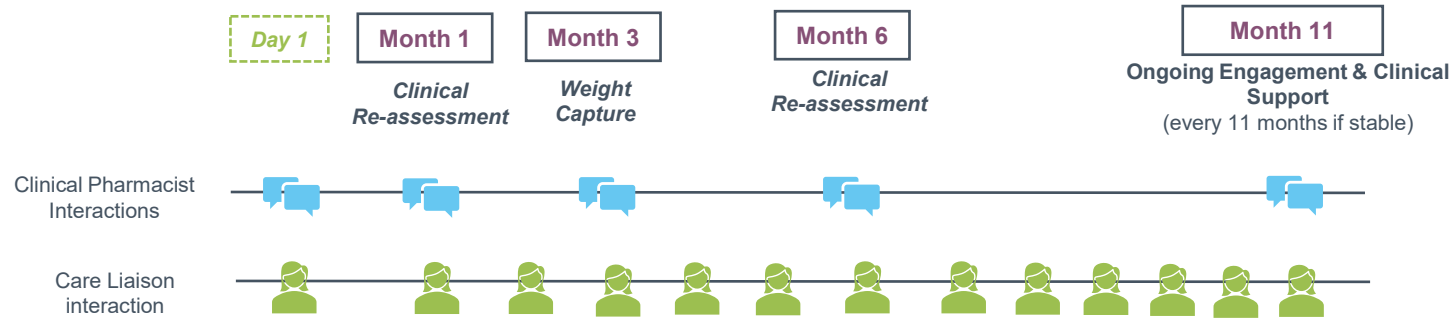 Day 1
Month 1
Month 3
Month 6
Month 11
Clinical
Re-assessment
Weight
Capture
Clinical
Re-assessment
Ongoing Engagement & Clinical
Support
(every 11 months if stable)
Clinical Pharmacist
Interactions
Care Liaison
interaction